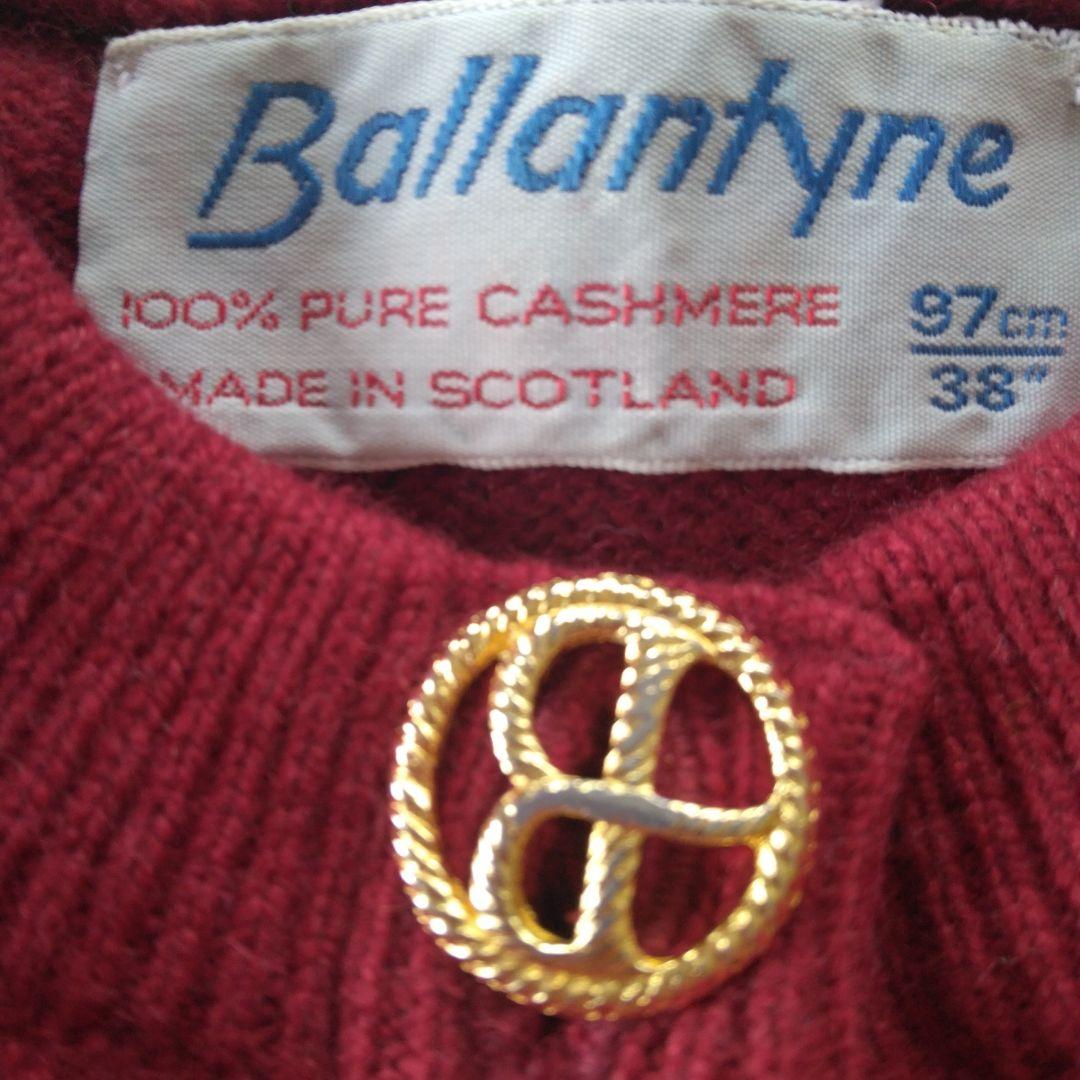 Ballantyne
100% PURE CASHMERE
MADE IN SCOTLAND
97cm
38"